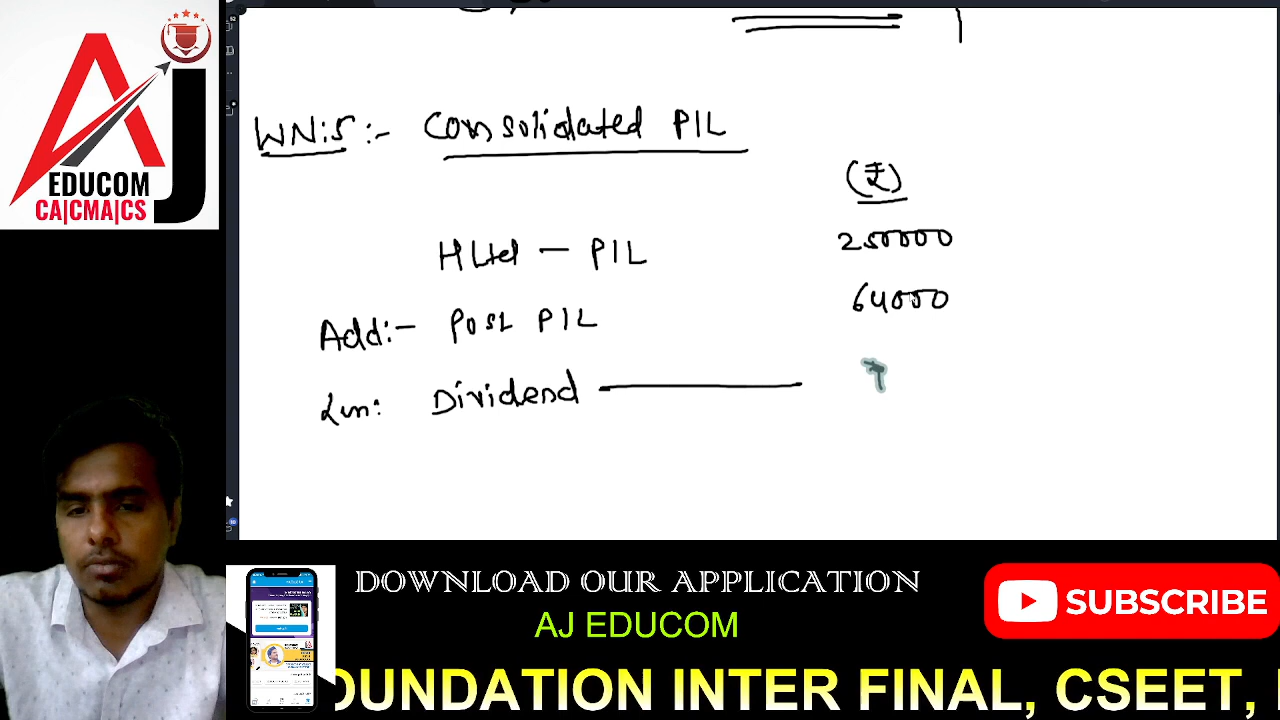 AJ
EDUCOM
CA|CMA|CS
WN:5:- Consolidated P/L
(₹)
H Ltd — P/L 250000
Add:- Post P/L 64000
Less: Dividend
DOWNLOAD OUR APPLICATION
AJ EDUCOM
SUBSCRIBE
OUNDATION INTER FINAL, CSEET,